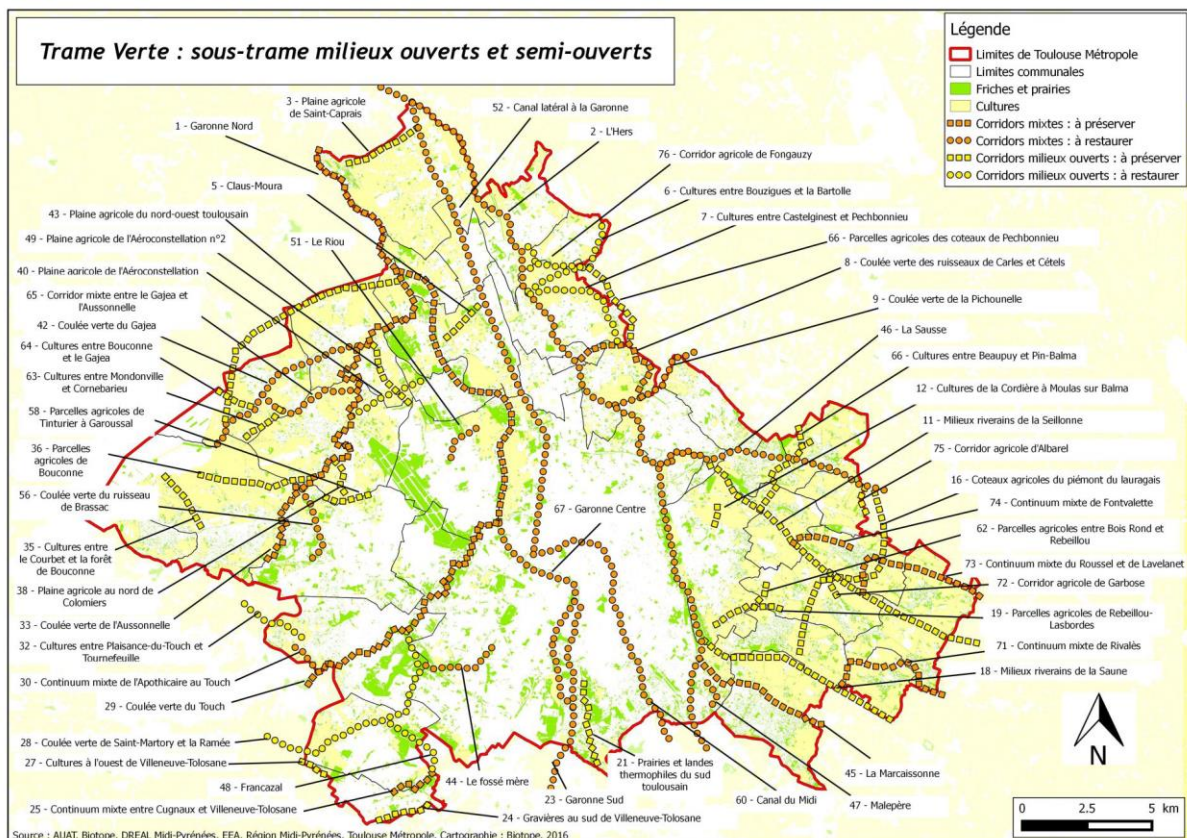 Trame Verte : sous-trame milieux ouverts et semi-ouverts
Légende
Limites de Toulouse Métropole
Limites communales
Friches et prairies
Cultures
Corridors mixtes : à préserver
Corridors mixtes : à restaurer
Corridors milieux ouverts : à préserver
Corridors milieux ouverts : à restaurer
3 - Plaine agricole
de Saint-Caprais
1 - Garonne Nord
5 - Claus-Moura
43 - Plaine agricole du nord-ouest toulousain
49 - Plaine agricole de l'Aéroconstellation n°2
40 - Plaine agricole de l'Aéroconstellation
65 - Corridor mixte entre le Gajea et
l'Aussonnelle
42 - Coulée verte du Gajea
64 - Cultures entre Bouconne
et le Gajea
63- Cultures entre Mondonville
et Cornebarieu
58 - Parcelles agricoles de
Tinturier à Garoussal
36 - Parcelles
agricoles de
Bouconne
56 - Coulée verte du ruisseau
de Brassac
35 - Cultures entre
le Courbet et la forêt
de Bouconne
38 - Plaine agricole au nord de
Colomiers
33 - Coulée verte de l'Aussonnelle
32 - Cultures entre Plaisance-du-Touch et
Tournefeuille
30 - Continuum mixte de l'Apothicaire au Touch
29 - Coulée verte du Touch
28 - Coulée verte de Saint-Martory et la Ramée
27 - Cultures à l'ouest de Villeneuve-Tolosane
48 - Francazal
25 - Continuum mixte entre Cugnaux et Villeneuve-Tolosane
52 - Canal latéral à la Garonne
2 - L'Hers
76 - Corridor agricole de Fongauzy
6 - Cultures entre Bouzigues et la Bartolle
7 - Cultures entre Castelginest et Pechbonnieu
51 - Le Riou
66 - Parcelles agricoles des coteaux de Pechbonnieu
8 - Coulée verte des ruisseaux de Carles et Cétels
9 - Coulée verte de la Pichounelle
46 - La Sausse
66 - Cultures entre Beaupuy et Pin-Balma
12 - Cultures de la Cordière à Moulas sur Balma
11 - Milieux riverains de la Seillonne
75 - Corridor agricole d'Albarel
16 - Coteaux agricoles du piémont du lauragais
74 - Continuum mixte de Fontvalette
67 - Garonne Centre
62 - Parcelles agricoles entre Bois Rond et
Rebeillou
73 - Continuum mixte du Roussel et de Lavelanet
72 - Corridor agricole de Garbose
19 - Parcelles agricoles de Rebeillou-
Lasbordes
71 - Continuum mixte de Rivalès
18 - Milieux riverains de la Saune
44 - Le fossé mère
21 - Prairies et landes
thermophiles du sud
toulousain
45 - La Marcaissonne
23 - Garonne Sud
60 - Canal du Midi
47 - Malepère
24 - Gravières au sud de Villeneuve-Tolosane
N
0 2.5 5 km
Source : AUAT, Biotope, DREAL Midi-Pyrénées, EEA, Région Midi-Pyrénées, Toulouse Métropole, Cartographie : Biotope, 2016